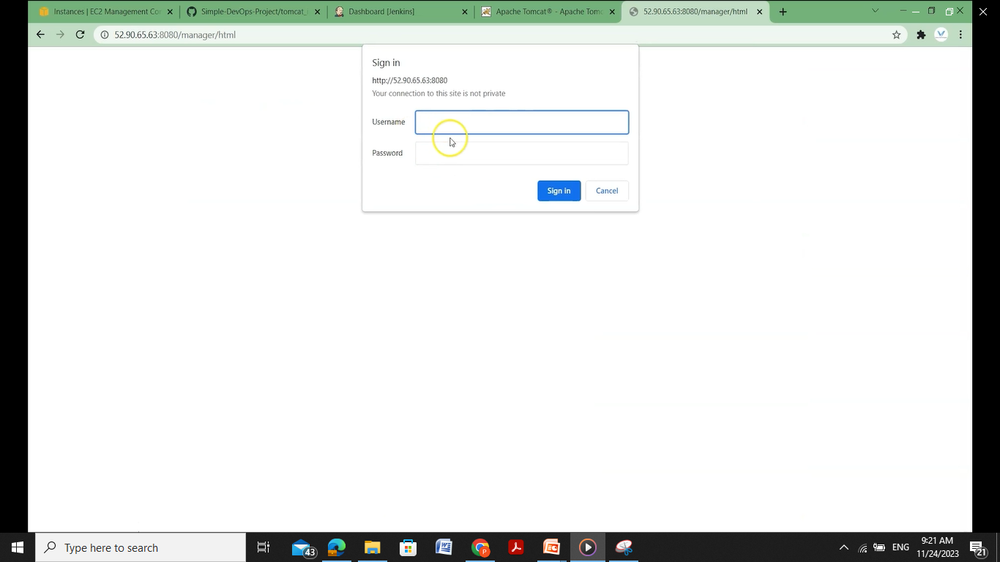 Instances | EC2 Management Con
Simple-DevOps-Project/tomcat_
Dashboard [Jenkins]
Apache Tomcat® - Apache Tomc
52.90.65.63:8080/manager/html
52.90.65.63:8080/manager/html
Sign in
http://52.90.65.63:8080
Your connection to this site is not private
Username
Password
Sign in
Cancel
Type here to search
43
ENG
9:21 AM
11/24/2023
21